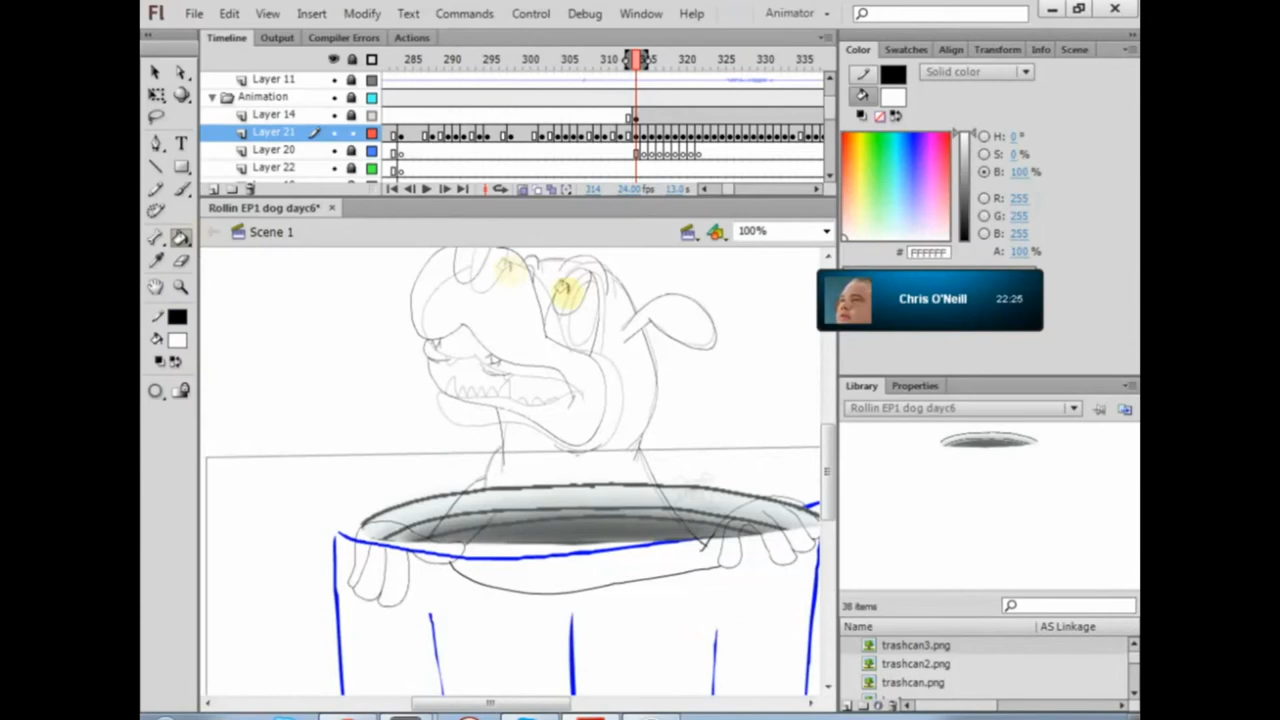 Fl File Edit View Insert Modify Text Commands Control Debug Window Help Animator
Timeline Output Compiler Errors Actions
285 290 295 300 305 310 315 320 325 330 335
Layer 11
Animation
Layer 14
Layer 21
Layer 20
Layer 22
314 24.00 fps 13.0 s
Rollin EP1 dog dayc6*
Scene 1
100%
Color Swatches Align Transform Info Scene
Solid color
H: 0 °
S: 0 %
B: 100 %
R: 255
G: 255
B: 255
# FFFFFF A: 100 %
Chris O'Neill 22:25
Library Properties
Rollin EP1 dog dayc6
38 items
Name AS Linkage
trashcan3.png
trashcan2.png
trashcan.png